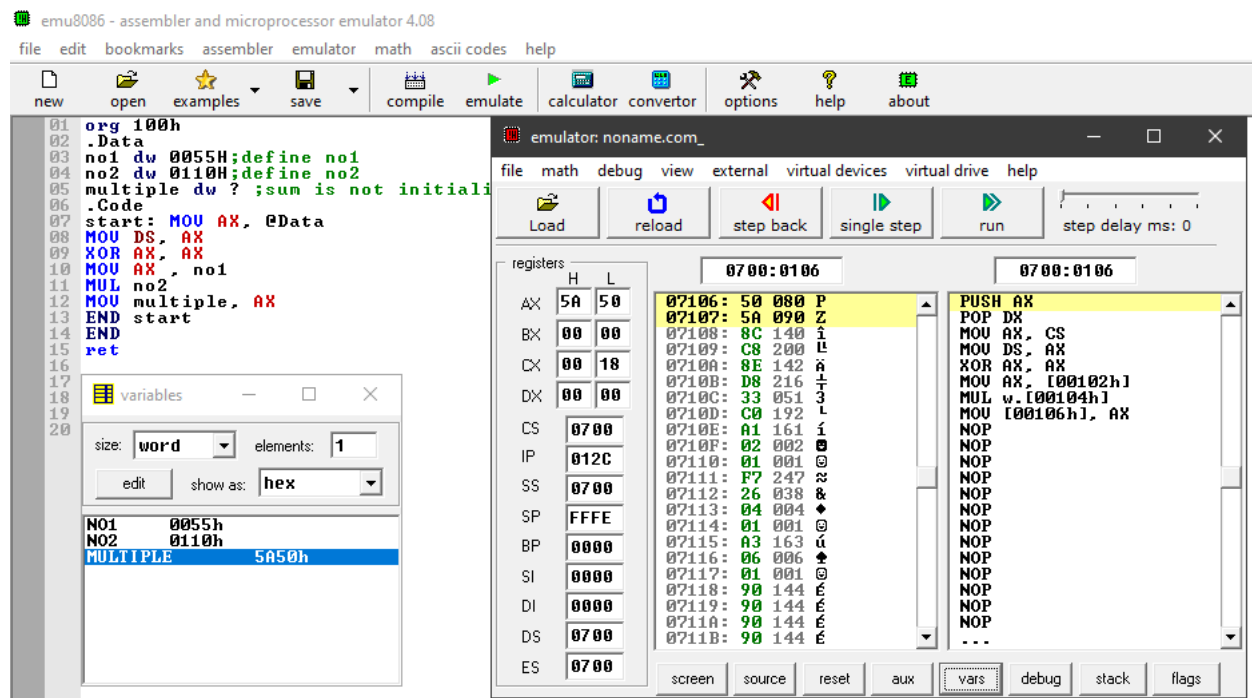 emu8086 - assembler and microprocessor emulator 4.08
file edit bookmarks assembler emulator math ascii codes help
new open examples save compile emulate calculator convertor options help about
01 org 100h
02 .Data
03 no1 dw 0055H;define no1
04 no2 dw 0110H;define no2
05 multiple dw ? ;sum is not initiali
06 .Code
07 start: MOV AX, @Data
08 MOV DS, AX
09 XOR AX, AX
10 MOV AX , no1
11 MUL no2
12 MOV multiple, AX
13 END start
14 END
15 ret
16
17
18
19
20
variables
size: word elements: 1
edit show as: hex
NO1 0055h
NO2 0110h
MULTIPLE 5A50h
emulator: noname.com_
file math debug view external virtual devices virtual drive help
Load reload step back single step run step delay ms: 0
registers
H L
AX 5A 50
BX 00 00
CX 00 18
DX 00 00
CS 0700
IP 012C
SS 0700
SP FFFE
BP 0000
SI 0000
DI 0000
DS 0700
ES 0700
0700:0106
07106: 50 080 P
07107: 5A 090 Z
07108: 8C 140 î
07109: C8 200 ╚
0710A: 8E 142 Ä
0710B: D8 216 ╪
0710C: 33 051 3
0710D: C0 192 └
0710E: A1 161 í
0710F: 02 002 ☻
07110: 01 001 ☺
07111: F7 247 ≈
07112: 26 038 &
07113: 04 004 ♦
07114: 01 001 ☺
07115: A3 163 ú
07116: 06 006 ♠
07117: 01 001 ☺
07118: 90 144 É
07119: 90 144 É
0711A: 90 144 É
0711B: 90 144 É
0700:0106
PUSH AX
POP DX
MOV AX, CS
MOV DS, AX
XOR AX, AX
MOV AX, [00102h]
MUL w.[00104h]
MOV [00106h], AX
NOP
NOP
NOP
NOP
NOP
NOP
NOP
NOP
NOP
NOP
NOP
NOP
NOP
...
screen source reset aux vars debug stack flags